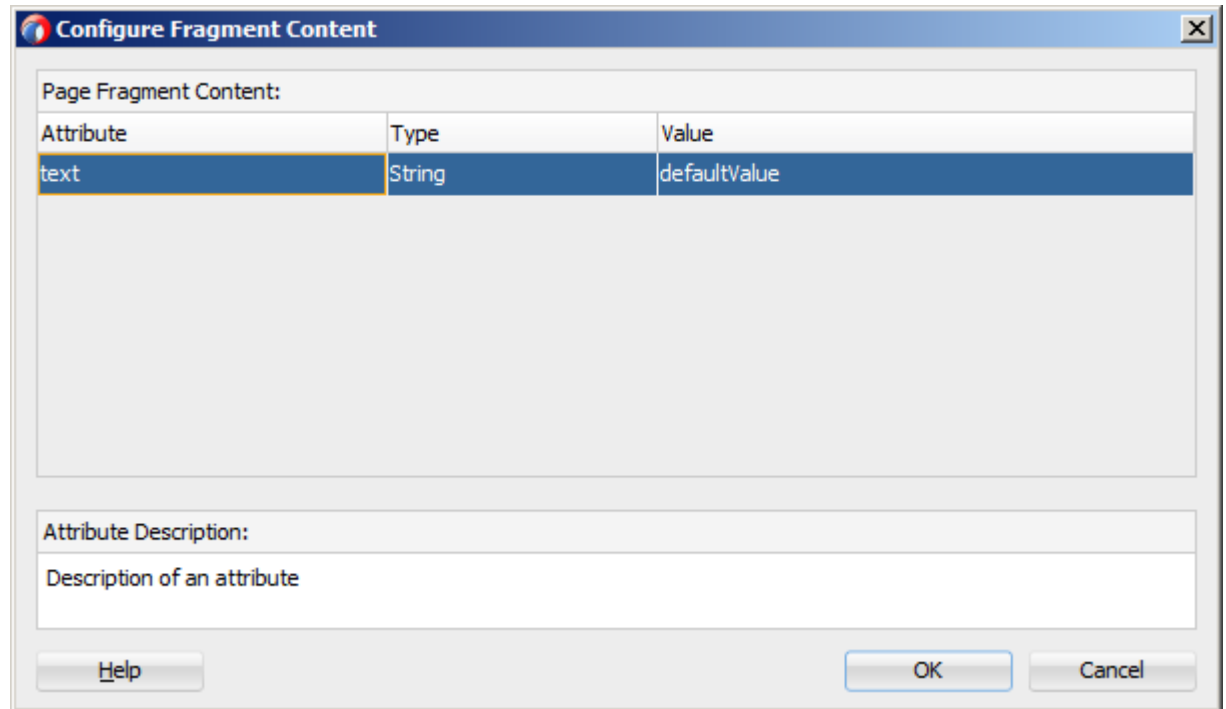 Configure Fragment Content
Page Fragment Content:
Attribute Type Value
text String defaultValue
Attribute Description:
Description of an attribute
Help OK Cancel